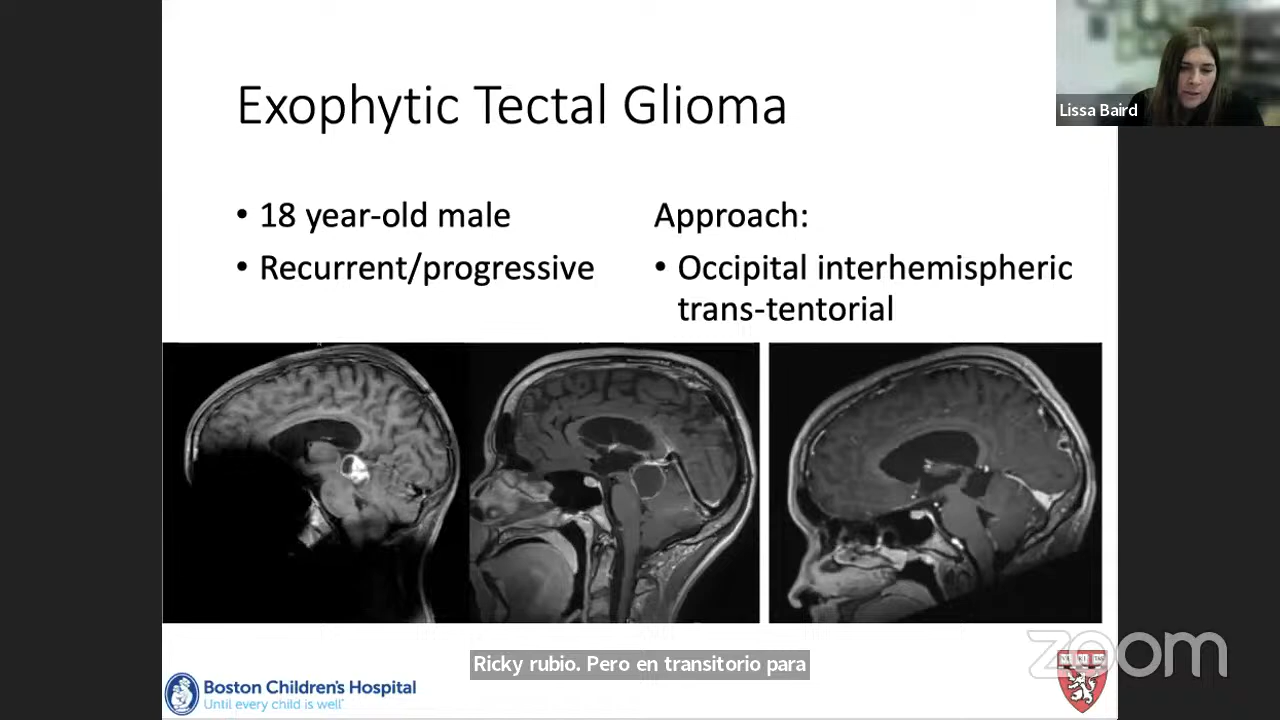 Exophytic Tectal Glioma
Lissa Baird
• 18 year-old male
• Recurrent/progressive
Approach:
• Occipital interhemispheric
trans-tentorial
Ricky rubio. Pero en transitorio para
Boston Children's Hospital
Until every child is well
zoom